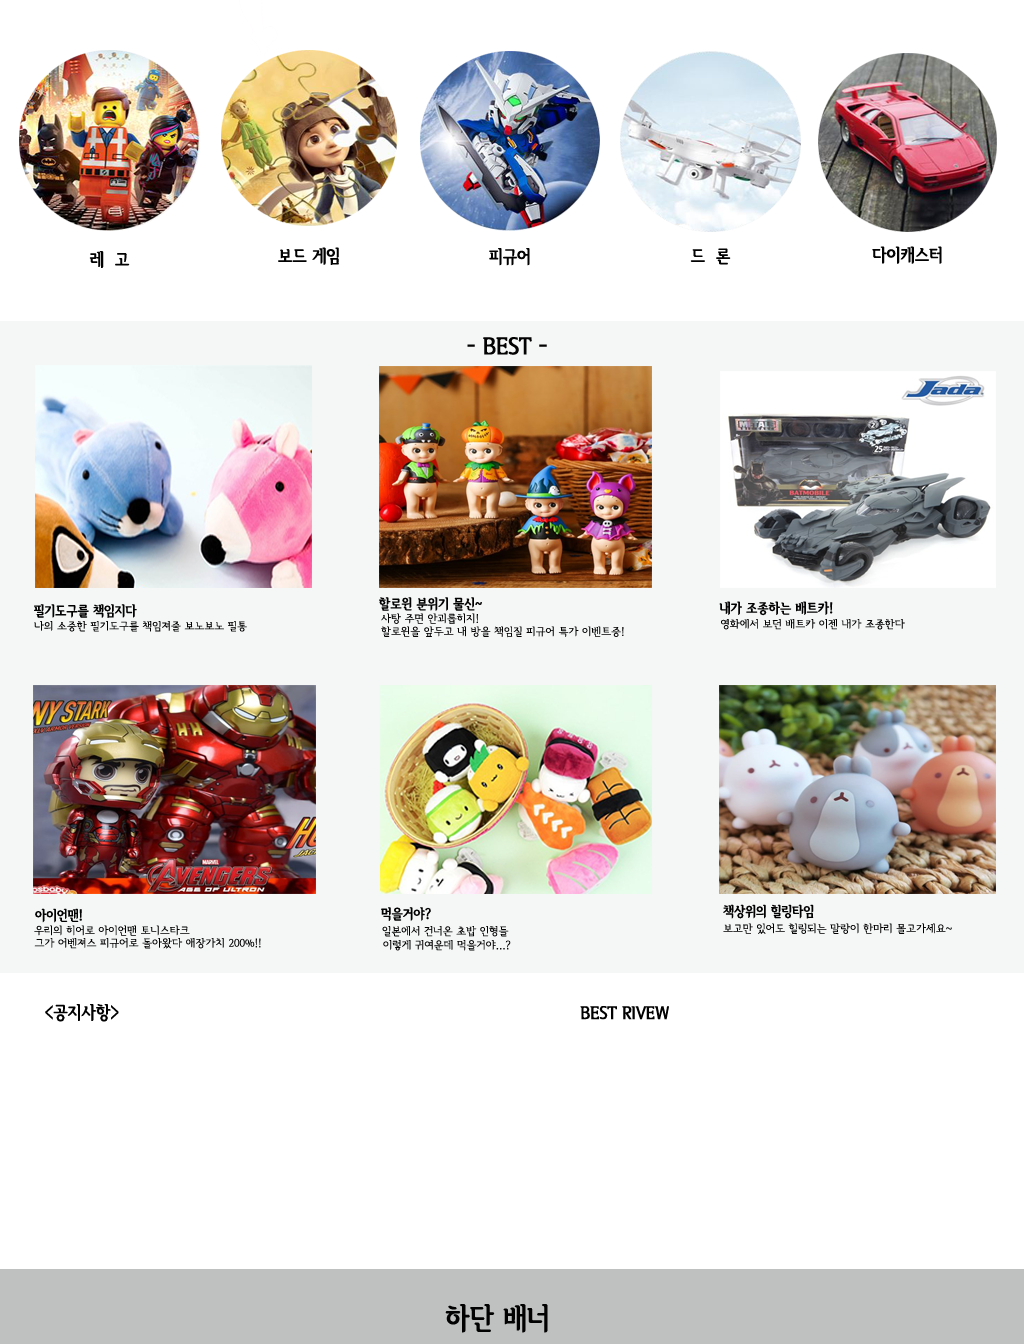 레 고
보드 게임
피규어
드 론
다이캐스터
- BEST -
Jada
METALS
25
BATMOBILE
필기도구를 책임지다
나의 소중한 필기도구를 책임져줄 보노보노 필통
할로윈 분위기 물신~
사탕 주면 안괴롭히지!
할로윈을 앞두고 내 방을 책임질 피규어 특가 이벤트중!
내가 조종하는 배트카!
영화에서 보던 배트카 이젠 내가 조종한다
NY STARK
MARVEL
AVENGERS
AGE OF ULTRON
osbaby
아이언맨!
우리의 히어로 아이언맨 토니스타크
그가 어벤져스 피규어로 돌아왔다 애장가치 200%!!
먹을거야?
일본에서 건너온 초밥 인형들
이렇게 귀여운데 먹을거야...?
책상위의 힐링타임
보고만 있어도 힐링되는 말랑이 한마리 몰고가세요~
<공지사항>
BEST RIVEW
하단 배너